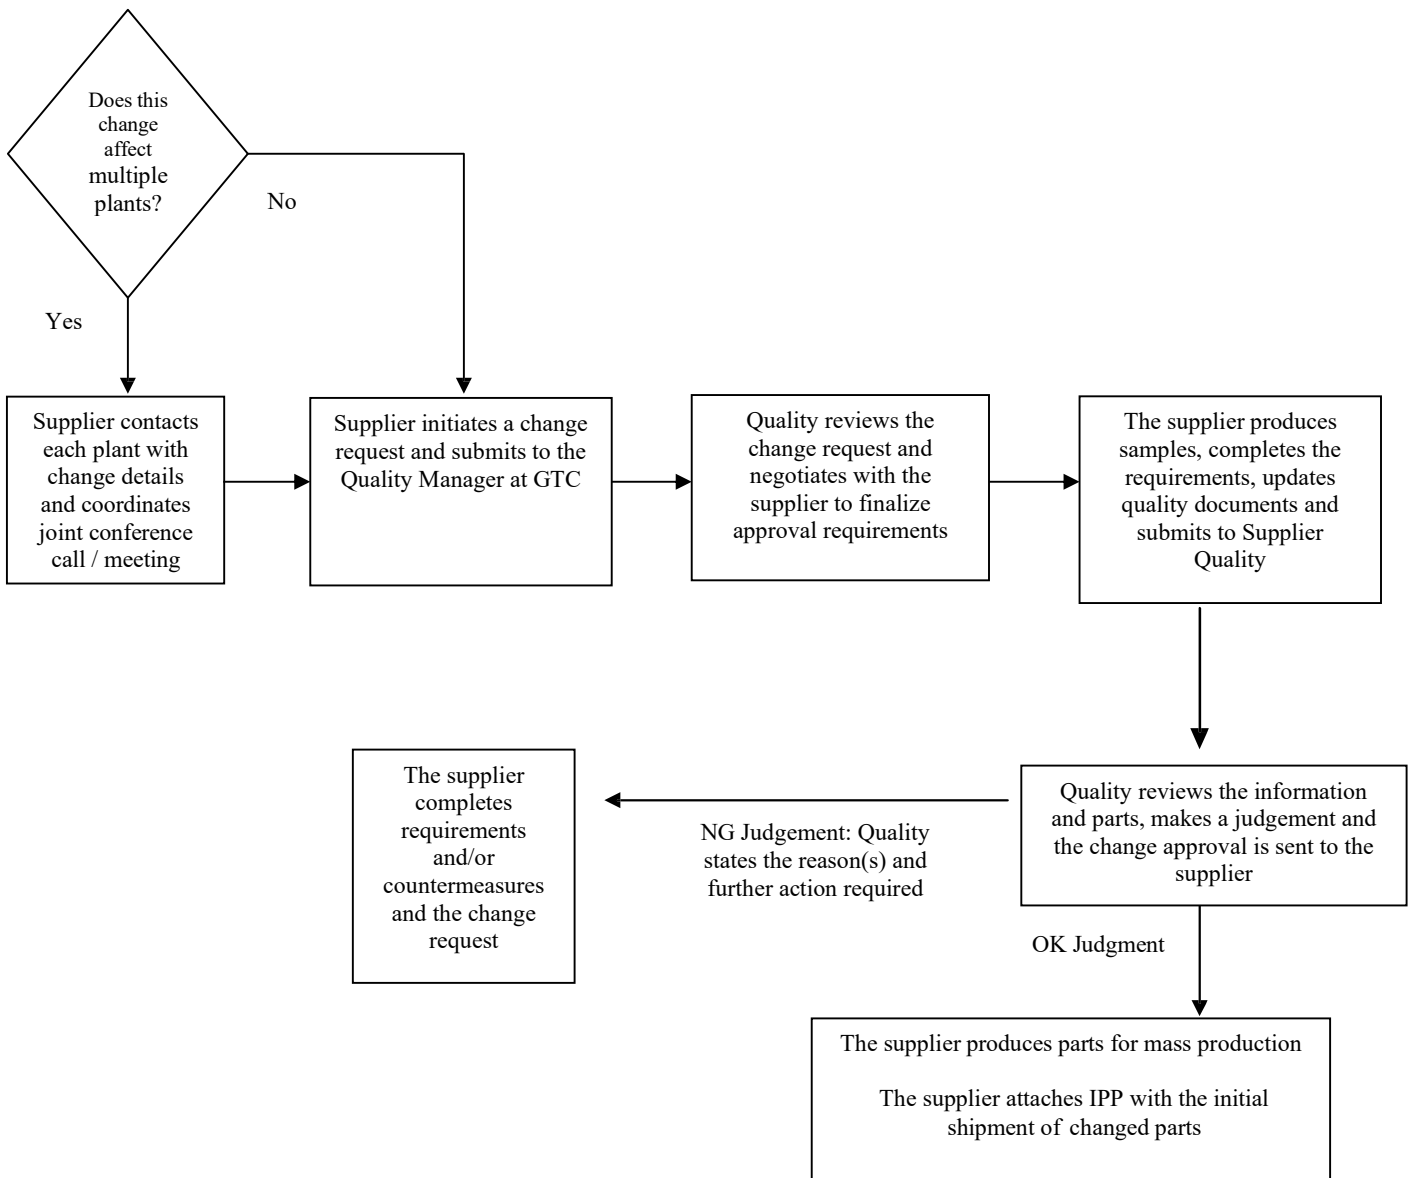 Does this
change
affect
multiple
plants?
No
Yes
Supplier contacts
each plant with
change details
and coordinates
joint conference
call / meeting
Supplier initiates a change
request and submits to the
Quality Manager at GTC
Quality reviews the
change request and
negotiates with the
supplier to finalize
approval requirements
The supplier produces
samples, completes the
requirements, updates
quality documents and
submits to Supplier
Quality
The supplier
completes
requirements
and/or
countermeasures
and the change
request
NG Judgement: Quality
states the reason(s) and
further action required
Quality reviews the information
and parts, makes a judgement and
the change approval is sent to the
supplier
OK Judgment
The supplier produces parts for mass production
The supplier attaches IPP with the initial
shipment of changed parts